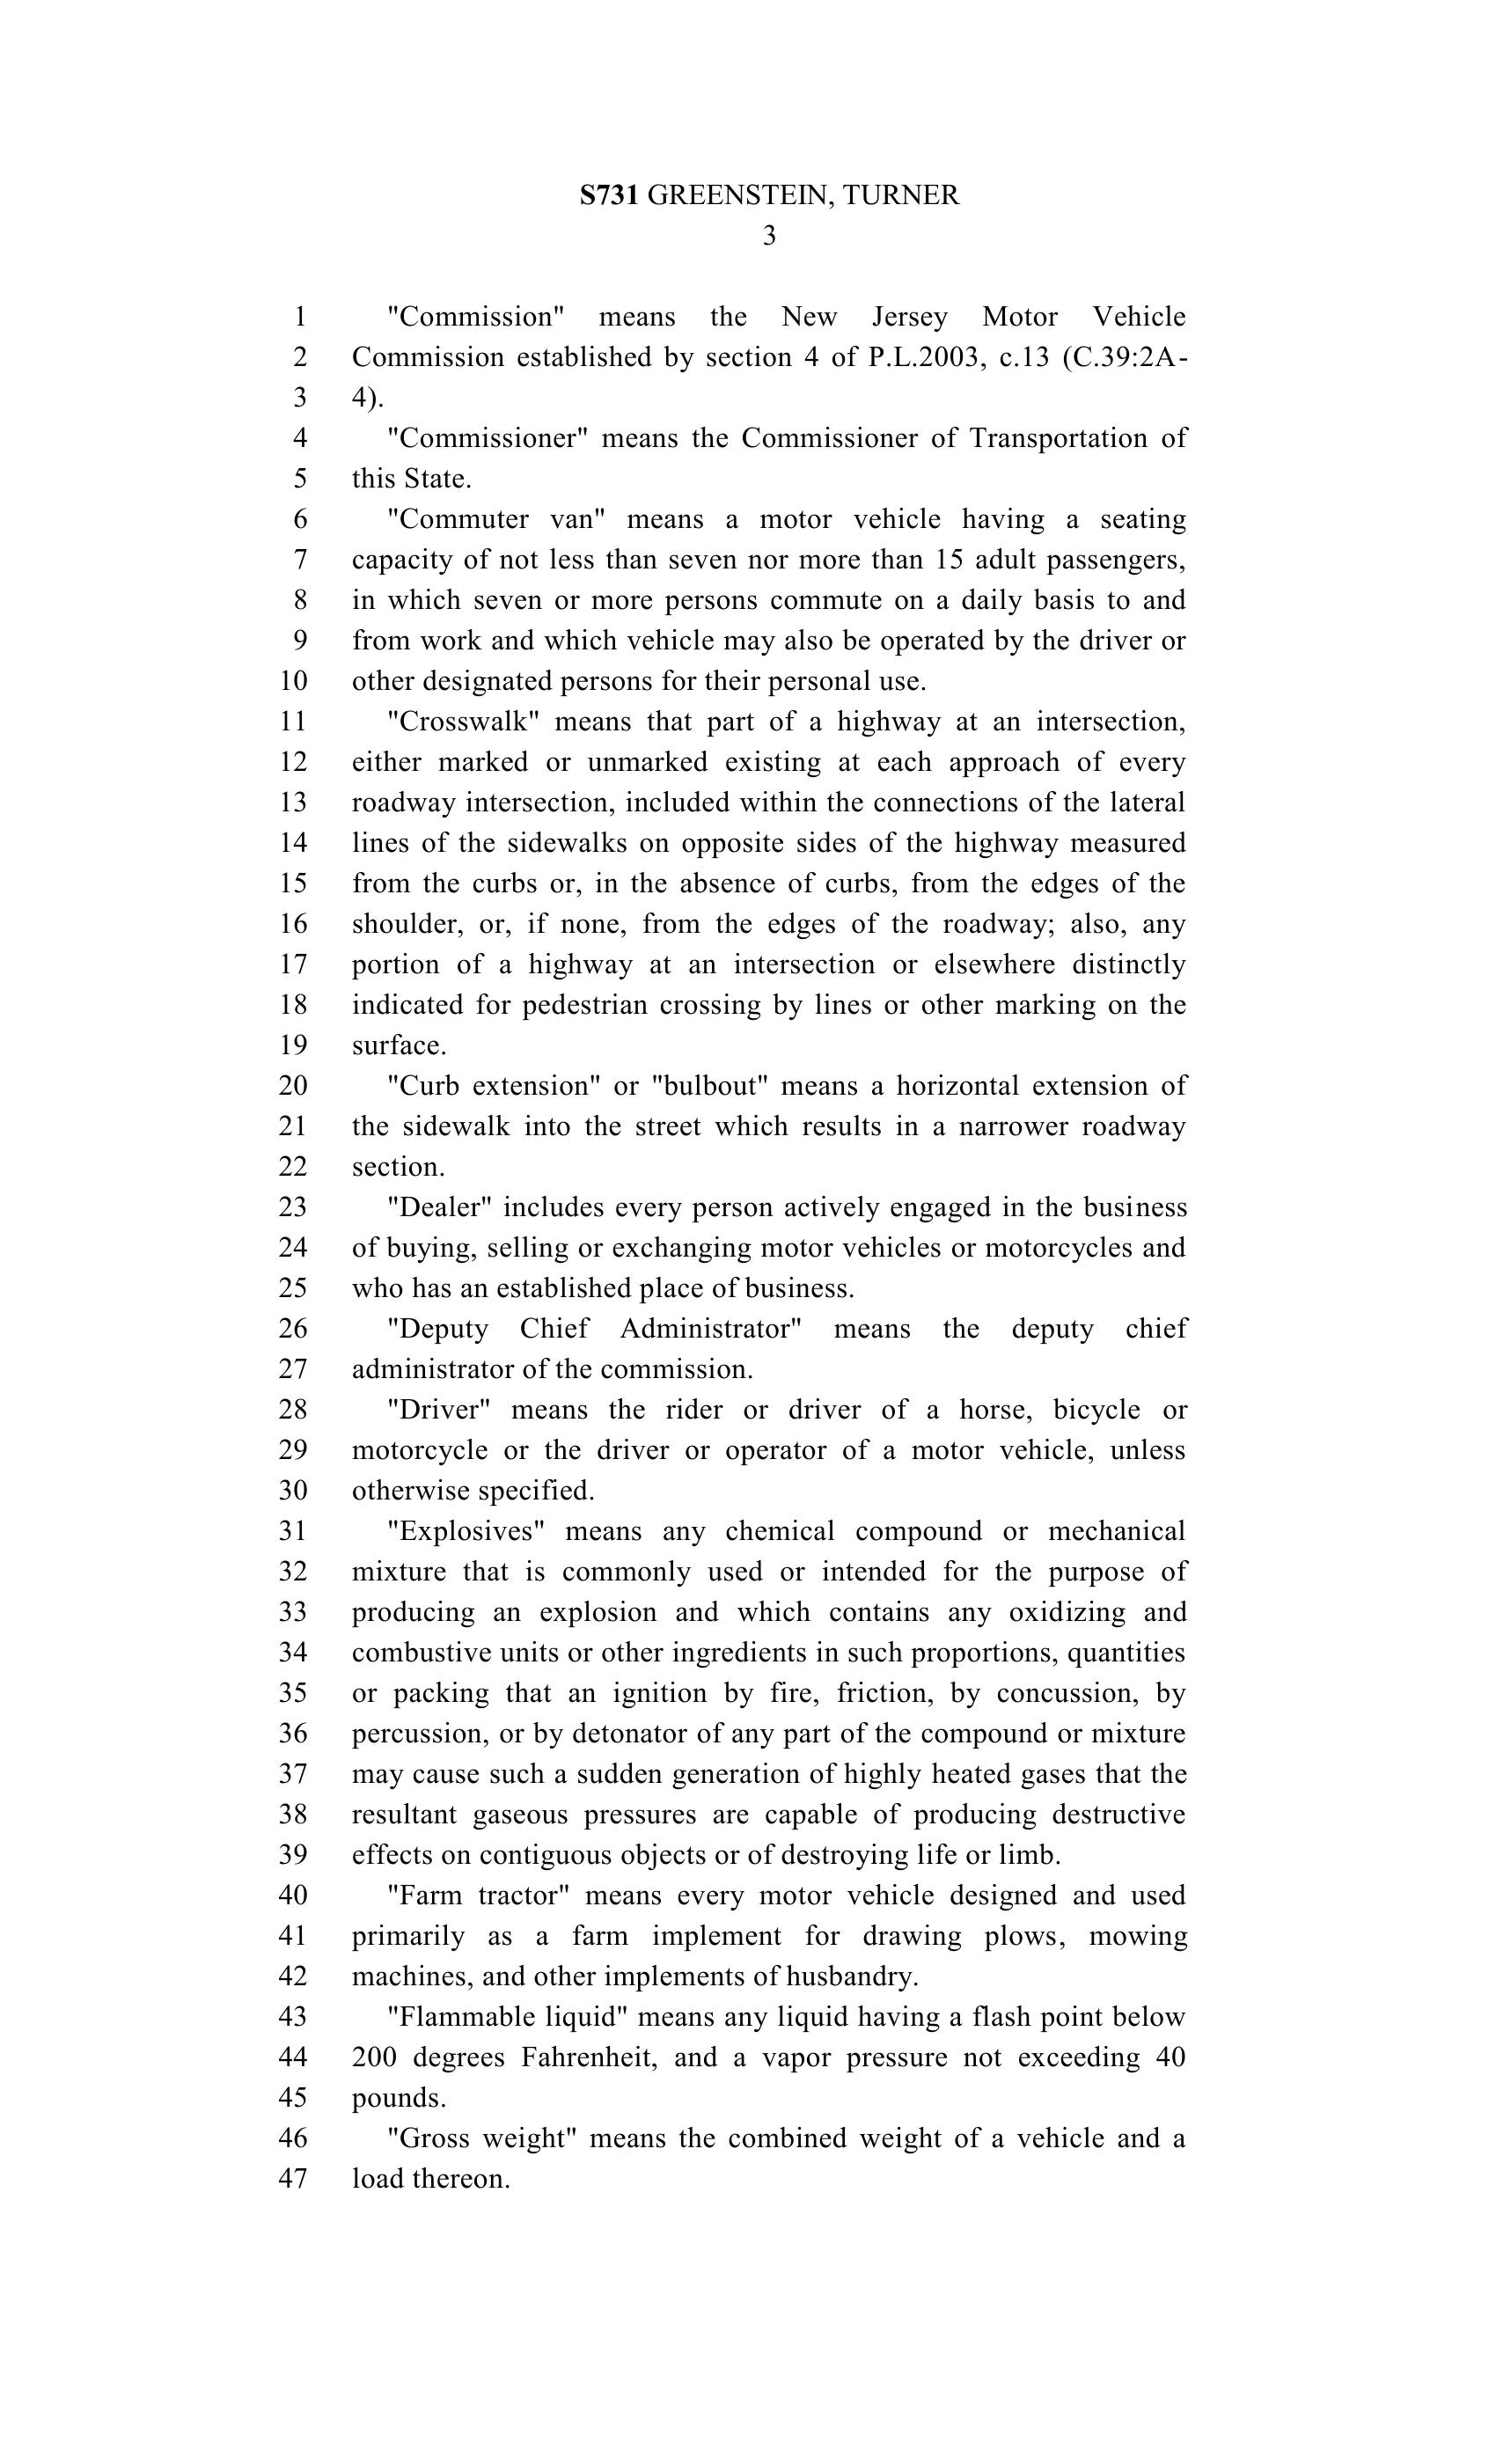 S731 GREENSTEIN, TURNER
3
1 "Commission" means the New Jersey Motor Vehicle
2 Commission established by section 4 of P.L.2003, c.13 (C.39:2A-
3 4).
4 "Commissioner" means the Commissioner of Transportation of
5 this State.
6 "Commuter van" means a motor vehicle having a seating
7 capacity of not less than seven nor more than 15 adult passengers,
8 in which seven or more persons commute on a daily basis to and
9 from work and which vehicle may also be operated by the driver or
10 other designated persons for their personal use.
11 "Crosswalk" means that part of a highway at an intersection,
12 either marked or unmarked existing at each approach of every
13 roadway intersection, included within the connections of the lateral
14 lines of the sidewalks on opposite sides of the highway measured
15 from the curbs or, in the absence of curbs, from the edges of the
16 shoulder, or, if none, from the edges of the roadway; also, any
17 portion of a highway at an intersection or elsewhere distinctly
18 indicated for pedestrian crossing by lines or other marking on the
19 surface.
20 "Curb extension" or "bulbout" means a horizontal extension of
21 the sidewalk into the street which results in a narrower roadway
22 section.
23 "Dealer" includes every person actively engaged in the business
24 of buying, selling or exchanging motor vehicles or motorcycles and
25 who has an established place of business.
26 "Deputy Chief Administrator" means the deputy chief
27 administrator of the commission.
28 "Driver" means the rider or driver of a horse, bicycle or
29 motorcycle or the driver or operator of a motor vehicle, unless
30 otherwise specified.
31 "Explosives" means any chemical compound or mechanical
32 mixture that is commonly used or intended for the purpose of
33 producing an explosion and which contains any oxidizing and
34 combustive units or other ingredients in such proportions, quantities
35 or packing that an ignition by fire, friction, by concussion, by
36 percussion, or by detonator of any part of the compound or mixture
37 may cause such a sudden generation of highly heated gases that the
38 resultant gaseous pressures are capable of producing destructive
39 effects on contiguous objects or of destroying life or limb.
40 "Farm tractor" means every motor vehicle designed and used
41 primarily as a farm implement for drawing plows, mowing
42 machines, and other implements of husbandry.
43 "Flammable liquid" means any liquid having a flash point below
44 200 degrees Fahrenheit, and a vapor pressure not exceeding 40
45 pounds.
46 "Gross weight" means the combined weight of a vehicle and a
47 load thereon.